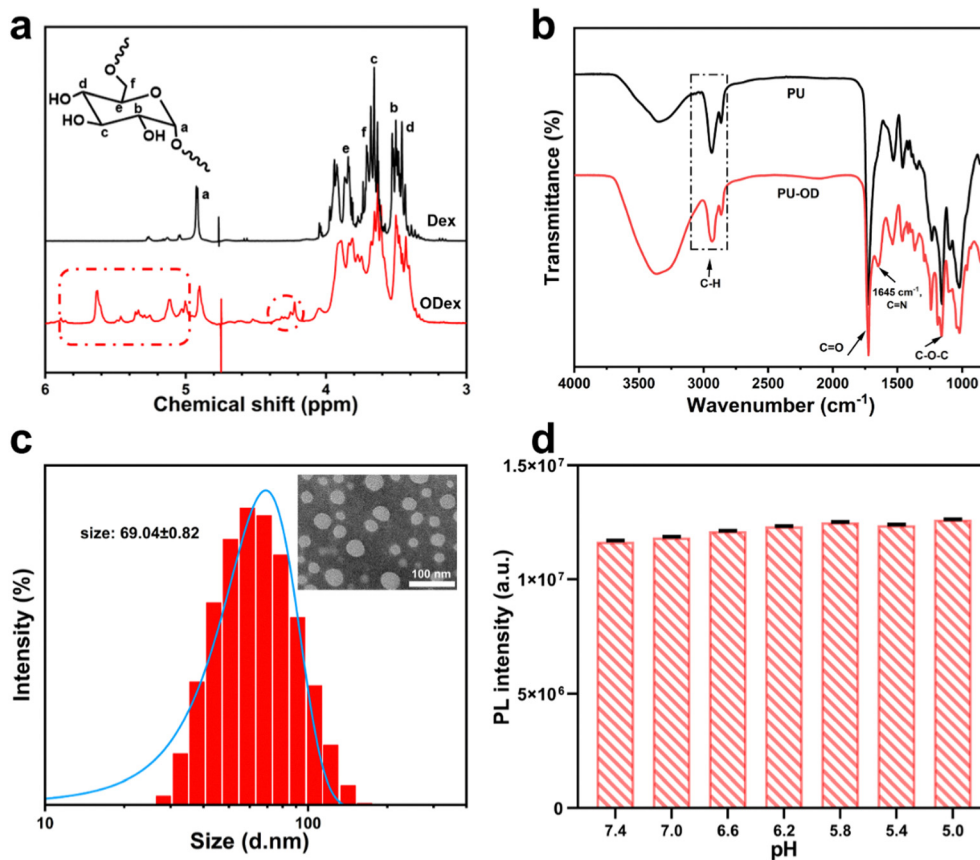 a
O
f
d
HO
e
O
HO
b
c
OH
a
O
a
e
f
c
b
d
Dex
ODex
6
5
4
3
Chemical shift (ppm)
b
Transmittance (%)
PU
PU-OD
C-H
1645 cm⁻¹,
C=N
C=O
C-O-C
4000
3500
3000
2500
2000
1500
1000
Wavenumber (cm⁻¹)
c
Intensity (%)
size: 69.04±0.82
100 nm
10
100
Size (d.nm)
d
PL intensity (a.u.)
1.5×10⁷
1×10⁷
5×10⁶
0
7.4
7.0
6.6
6.2
5.8
5.4
5.0
pH